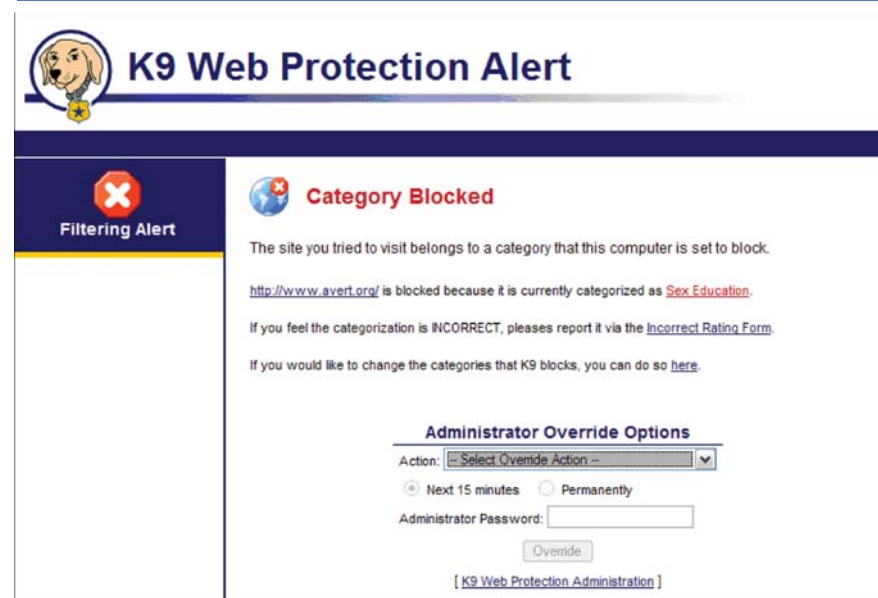 K9 Web Protection Alert
Filtering Alert
Category Blocked
The site you tried to visit belongs to a category that this computer is set to block.
http://www.avert.org/ is blocked because it is currently categorized as Sex Education.
If you feel the categorization is INCORRECT, pleases report it via the Incorrect Rating Form.
If you would like to change the categories that K9 blocks, you can do so here.
Administrator Override Options
Action: -- Select Override Action --
Next 15 minutes Permanently
Administrator Password:
Override
[ K9 Web Protection Administration ]